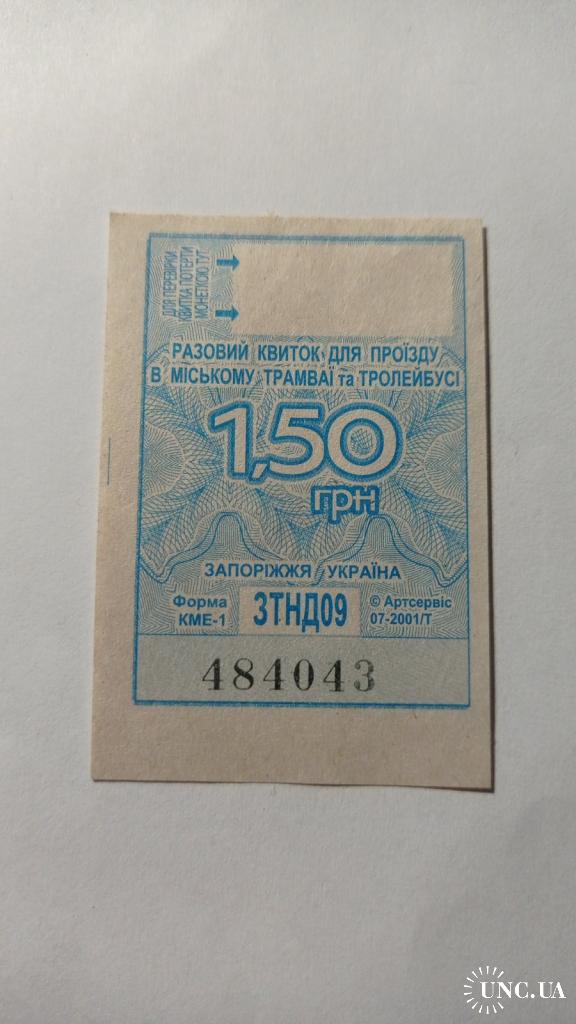 ДЛЯ ПЕРЕВІРКИ
КВИТКА ПОТЕРТИ
МОНЕТКОЮ ТУТ
РАЗОВИЙ КВИТОК ДЛЯ ПРОЇЗДУ
В МІСЬКОМУ ТРАМВАЇ та ТРОЛЕЙБУСІ
1,50
грн
ЗАПОРІЖЖЯ УКРАЇНА
Форма
КМЕ-1
ЗТНД09
© Артсервіс
07-2001/Т
484043
UNC.UA